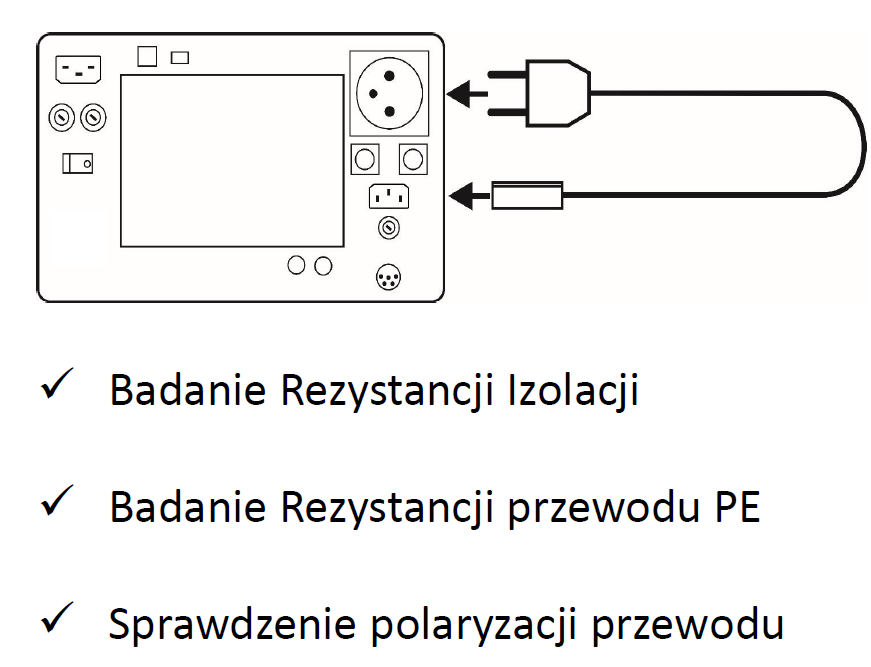 ✓ Badanie Rezystancji Izolacji
✓ Badanie Rezystancji przewodu PE
✓ Sprawdzenie polaryzacji przewodu